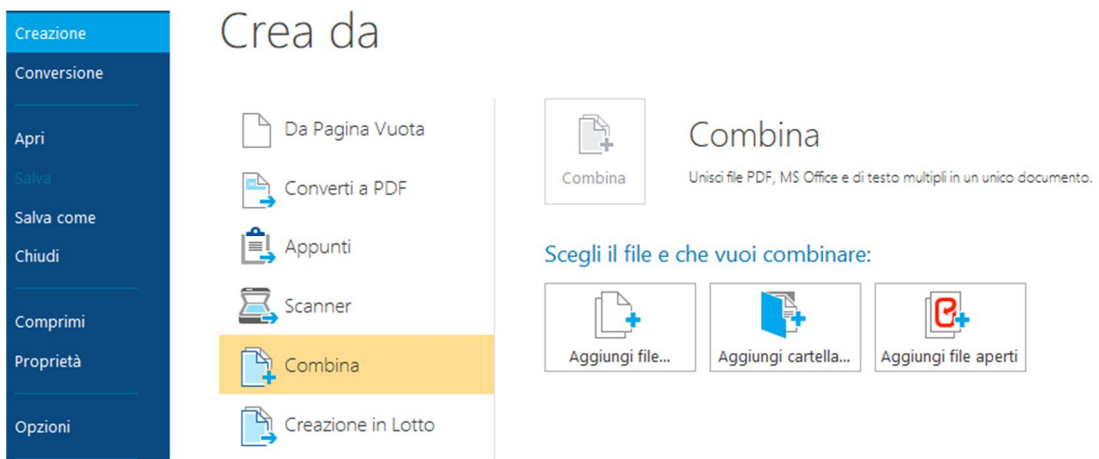 Creazione
Conversione
Apri
Salva
Salva come
Chiudi
Comprimi
Proprietà
Opzioni
Crea da
Da Pagina Vuota
Converti a PDF
Appunti
Scanner
Combina
Creazione in Lotto
Combina
Combina
Unisci file PDF, MS Office e di testo multipli in un unico documento.
Scegli il file e che vuoi combinare:
Aggiungi file...
Aggiungi cartella...
Aggiungi file aperti